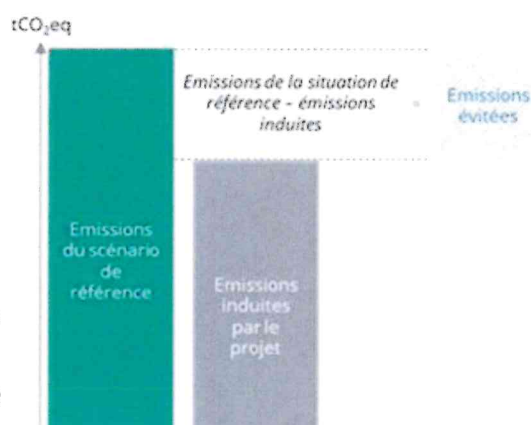 tCO₂eq
Emissions de la situation de
référence - émissions
induites
Emissions
évitées
Emissions
du scénario
de
référence
Emissions
induites
par le
projet